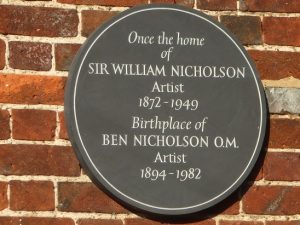 Once the home
of
SIR WILLIAM NICHOLSON
Artist
1872-1949
Birthplace of
BEN NICHOLSON O.M.
Artist
1894-1982